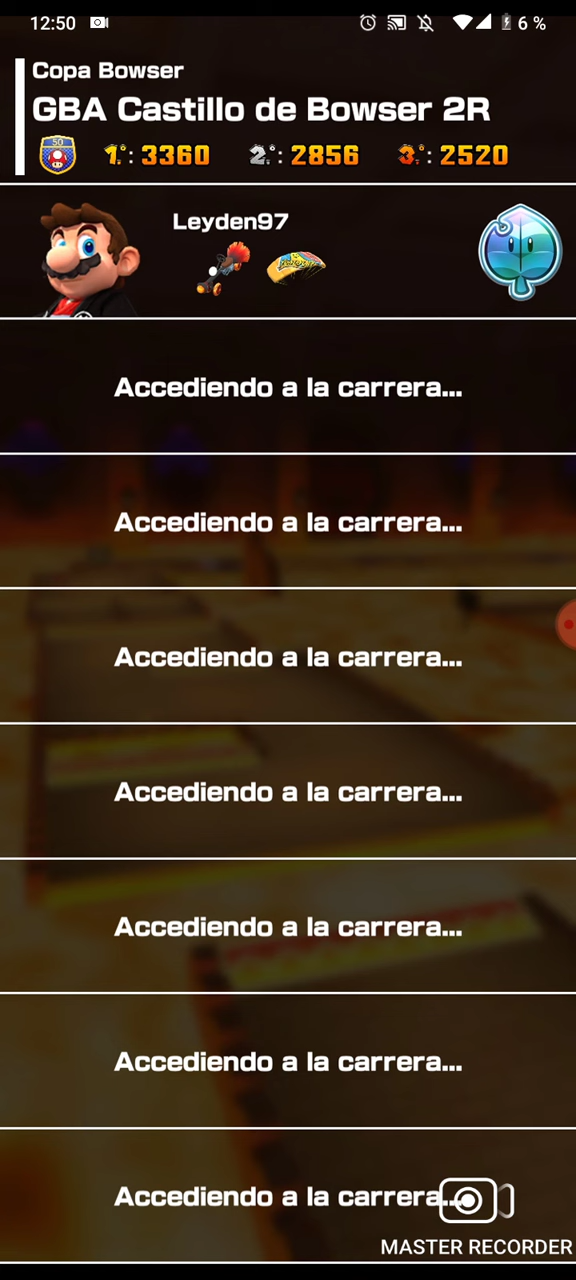 12:50 6 %
Copa Bowser
GBA Castillo de Bowser 2R
50 1.°: 3360 2.°: 2856 3.°: 2520
Leyden97
Accediendo a la carrera...
Accediendo a la carrera...
Accediendo a la carrera...
Accediendo a la carrera...
Accediendo a la carrera...
Accediendo a la carrera...
Accediendo a la carrera...
MASTER RECORDER